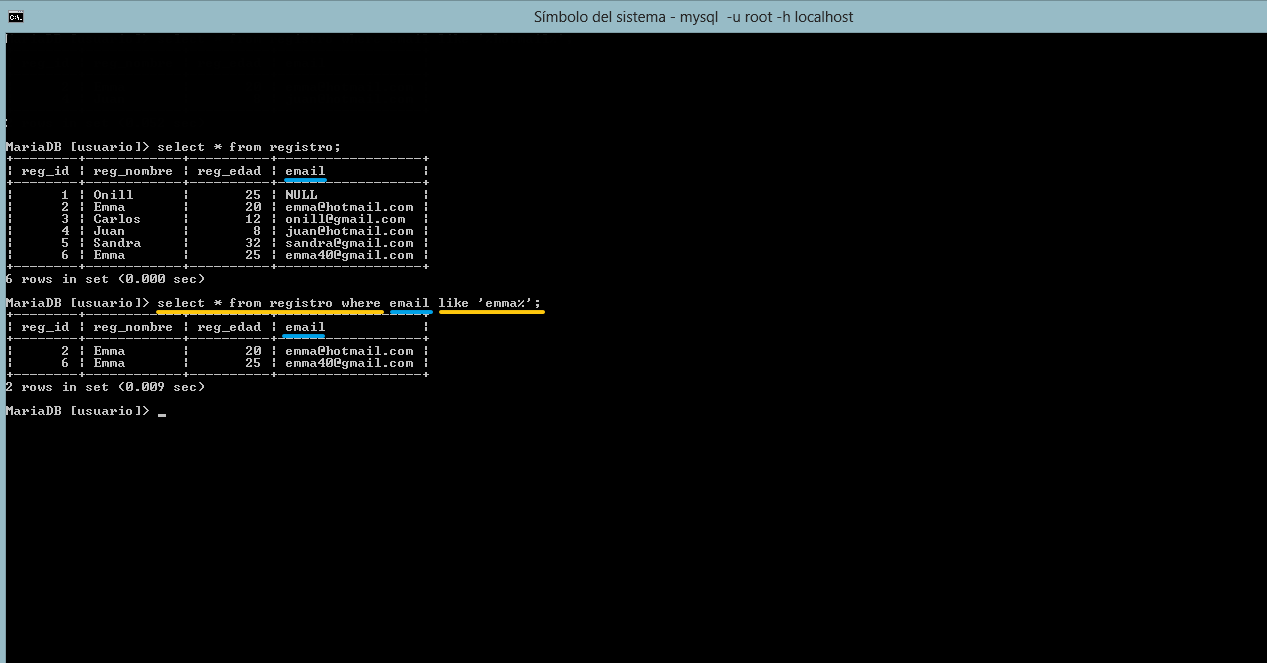 Símbolo del sistema - mysql  -u root -h localhost
MariaDB [usuario]> select * from registro;
+--------+------------+----------+------------------+
| reg_id | reg_nombre | reg_edad | email            |
+--------+------------+----------+------------------+
|      1 | Onill      |       25 | NULL             |
|      2 | Emma       |       20 | emma@hotmail.com |
|      3 | Carlos     |       12 | onill@gmail.com  |
|      4 | Juan       |        8 | juan@hotmail.com |
|      5 | Sandra     |       32 | sandra@gmail.com |
|      6 | Emma       |       25 | emma40@gmail.com |
+--------+------------+----------+------------------+
6 rows in set (0.000 sec)
MariaDB [usuario]> select * from registro where email like 'emma%';
+--------+------------+----------+------------------+
| reg_id | reg_nombre | reg_edad | email            |
+--------+------------+----------+------------------+
|      2 | Emma       |       20 | emma@hotmail.com |
|      6 | Emma       |       25 | emma40@gmail.com |
+--------+------------+----------+------------------+
2 rows in set (0.009 sec)
MariaDB [usuario]> _